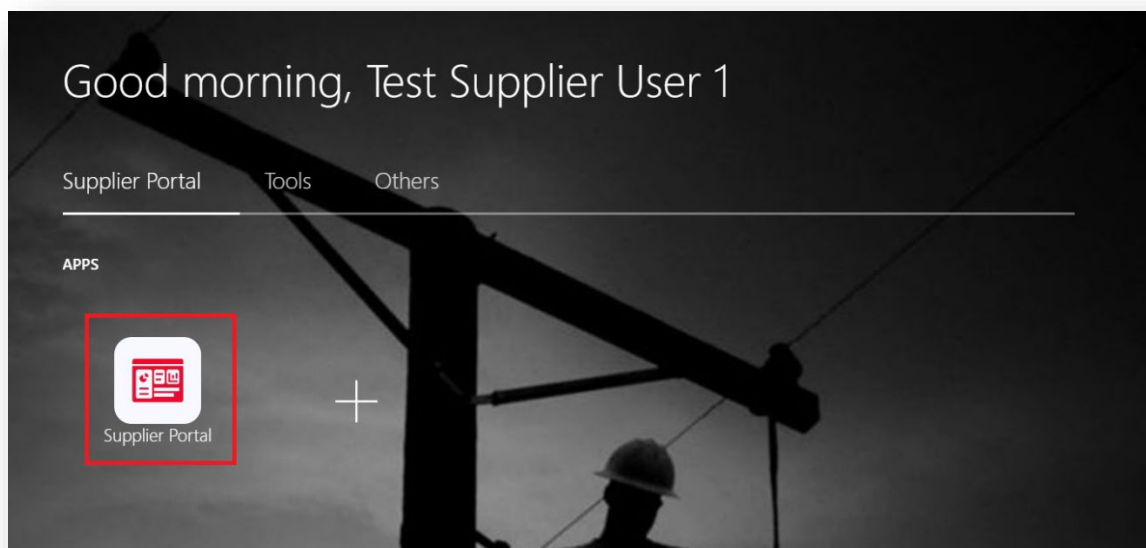 Good morning, Test Supplier User 1
Supplier Portal Tools Others
APPS
Supplier Portal